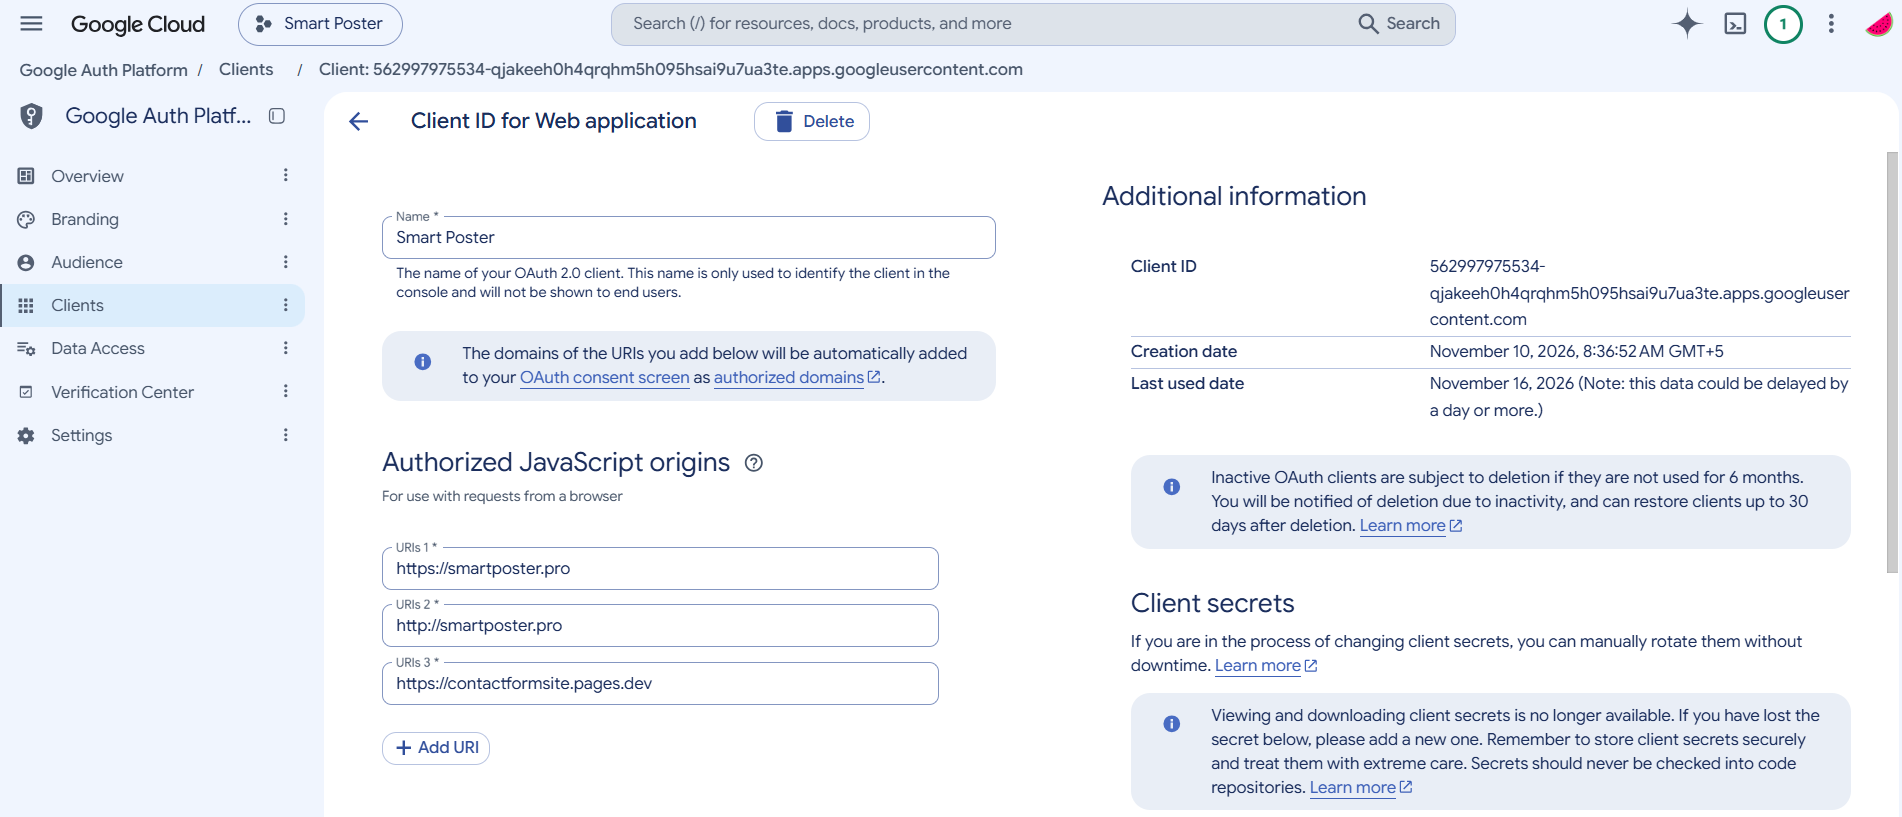 Google Cloud
Smart Poster
Search (/) for resources, docs, products, and more
Search
1
Google Auth Platform / Clients / Client: 562997975534-qjakeeh0h4qrqhm5h095hsai9u7ua3te.apps.googleusercontent.com
Google Auth Platf...
Overview
Branding
Audience
Clients
Data Access
Verification Center
Settings
Client ID for Web application
Delete
Name *
Smart Poster
The name of your OAuth 2.0 client. This name is only used to identify the client in the
console and will not be shown to end users.
The domains of the URIs you add below will be automatically added
to your OAuth consent screen as authorized domains.
Authorized JavaScript origins
For use with requests from a browser
URIs 1 *
https://smartposter.pro
URIs 2 *
http://smartposter.pro
URIs 3 *
https://contactformsite.pages.dev
Add URI
Additional information
Client ID
562997975534-
qjakeeh0h4qrqhm5h095hsai9u7ua3te.apps.googleuser
content.com
Creation date
November 10, 2026, 8:36:52 AM GMT+5
Last used date
November 16, 2026 (Note: this data could be delayed by
a day or more.)
Inactive OAuth clients are subject to deletion if they are not used for 6 months.
You will be notified of deletion due to inactivity, and can restore clients up to 30
days after deletion. Learn more
Client secrets
If you are in the process of changing client secrets, you can manually rotate them without
downtime. Learn more
Viewing and downloading client secrets is no longer available. If you have lost the
secret below, please add a new one. Remember to store client secrets securely
and treat them with extreme care. Secrets should never be checked into code
repositories. Learn more